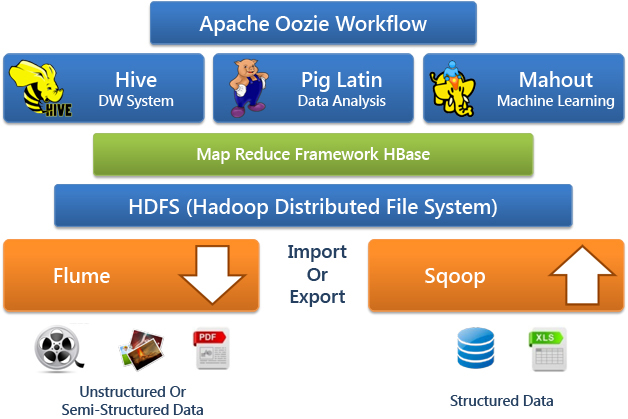 Apache Oozie Workflow
Hive
DW System
HIVE
Pig Latin
Data Analysis
Mahout
Machine Learning
Map Reduce Framework HBase
HDFS (Hadoop Distributed File System)
Flume
Import
Or
Export
Sqoop
PDF
XLS
Unstructured Or
Semi-Structured Data
Structured Data